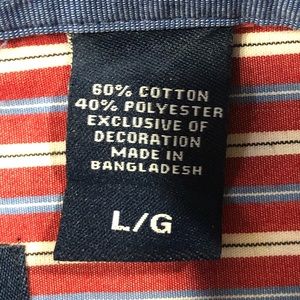 60% COTTON
40% POLYESTER
EXCLUSIVE OF
DECORATION
MADE IN
BANGLADESH
L/G